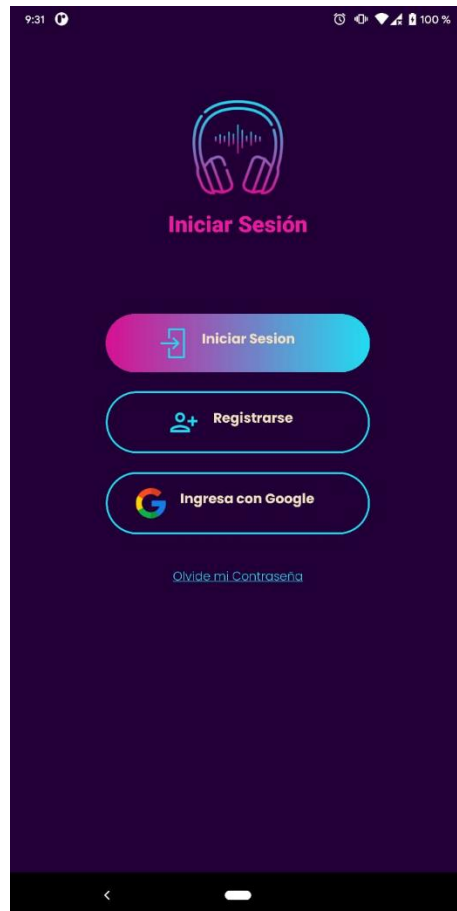 9:31
100 %
Iniciar Sesión
Iniciar Sesion
Registrarse
Ingresa con Google
Olvide mi Contraseña